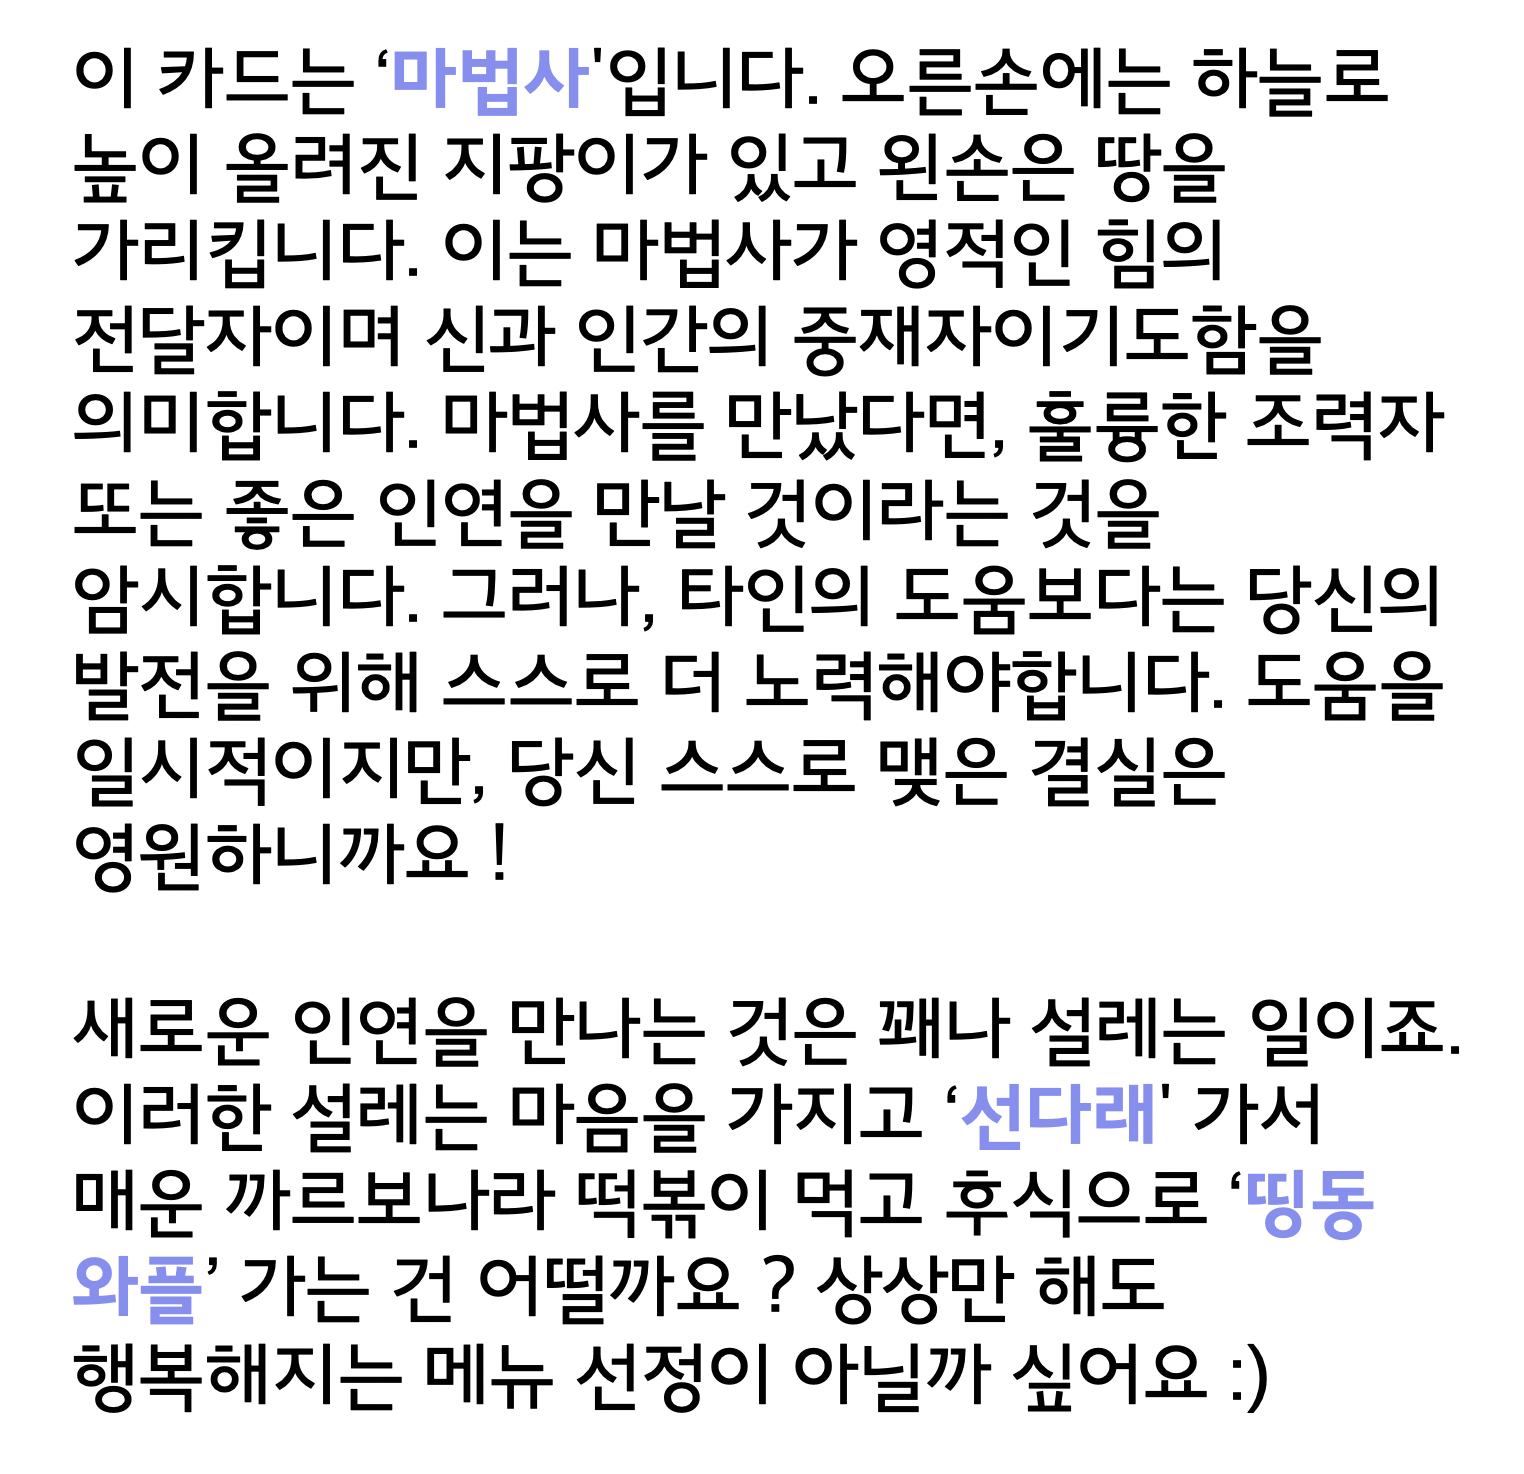 이 카드는 ‘마법사'입니다. 오른손에는 하늘로
높이 올려진 지팡이가 있고 왼손은 땅을
가리킵니다. 이는 마법사가 영적인 힘의
전달자이며 신과 인간의 중재자이기도함을
의미합니다. 마법사를 만났다면, 훌륭한 조력자
또는 좋은 인연을 만날 것이라는 것을
암시합니다. 그러나, 타인의 도움보다는 당신의
발전을 위해 스스로 더 노력해야합니다. 도움을
일시적이지만, 당신 스스로 맺은 결실은
영원하니까요 !
새로운 인연을 만나는 것은 꽤나 설레는 일이죠.
이러한 설레는 마음을 가지고 ‘선다래' 가서
매운 까르보나라 떡볶이 먹고 후식으로 ‘띵동
와플’ 가는 건 어떨까요 ? 상상만 해도
행복해지는 메뉴 선정이 아닐까 싶어요 :)